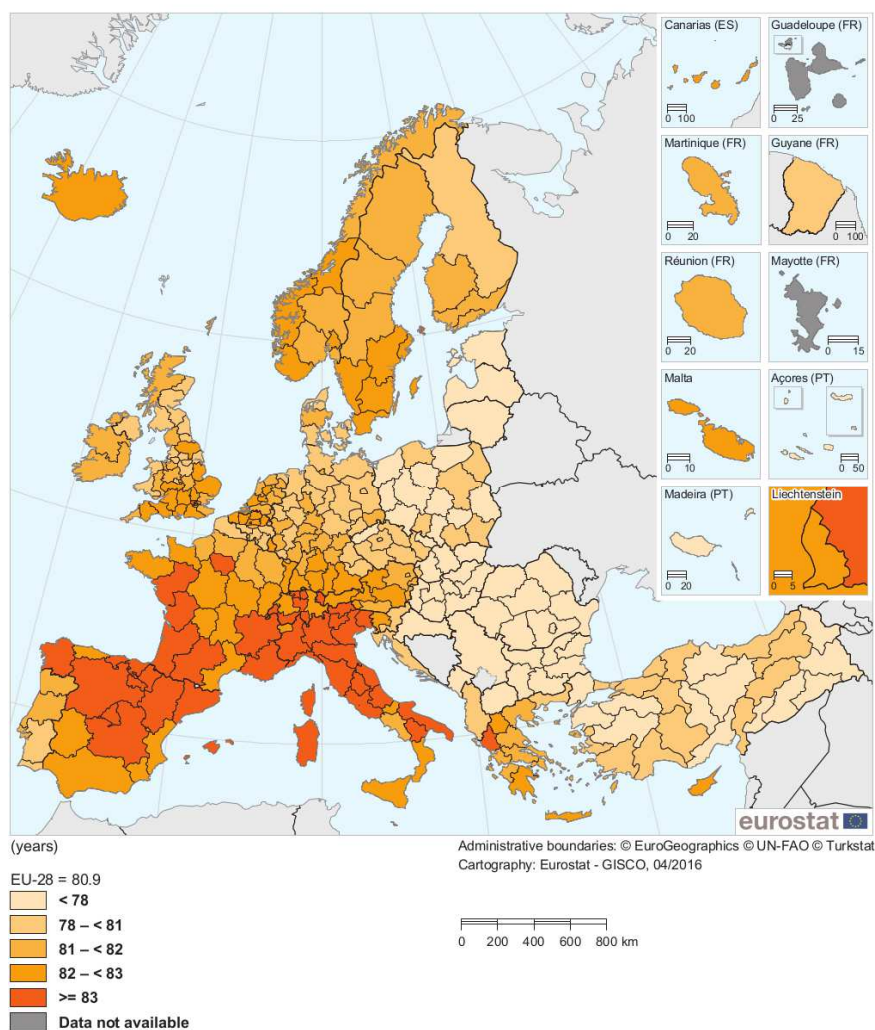 Canarias (ES)
0 100
Guadeloupe (FR)
0 25
Martinique (FR)
0 20
Guyane (FR)
0 100
Réunion (FR)
0 20
Mayotte (FR)
0 15
Malta
0 10
Açores (PT)
0 50
Madeira (PT)
0 20
Liechtenstein
0 5
eurostat
(years)
Administrative boundaries: © EuroGeographics © UN-FAO © Turkstat
Cartography: Eurostat - GISCO, 04/2016
EU-28 = 80.9
< 78
78 – < 81
81 – < 82
82 – < 83
>= 83
Data not available
0 200 400 600 800 km